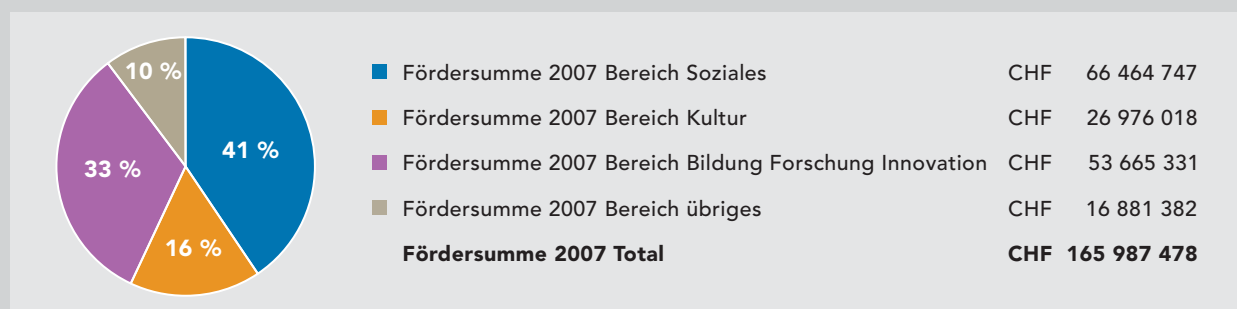 10 %
41 %
33 %
16 %
Fördersumme 2007 Bereich Soziales CHF 66 464 747
Fördersumme 2007 Bereich Kultur CHF 26 976 018
Fördersumme 2007 Bereich Bildung Forschung Innovation CHF 53 665 331
Fördersumme 2007 Bereich übriges CHF 16 881 382
Fördersumme 2007 Total CHF 165 987 478